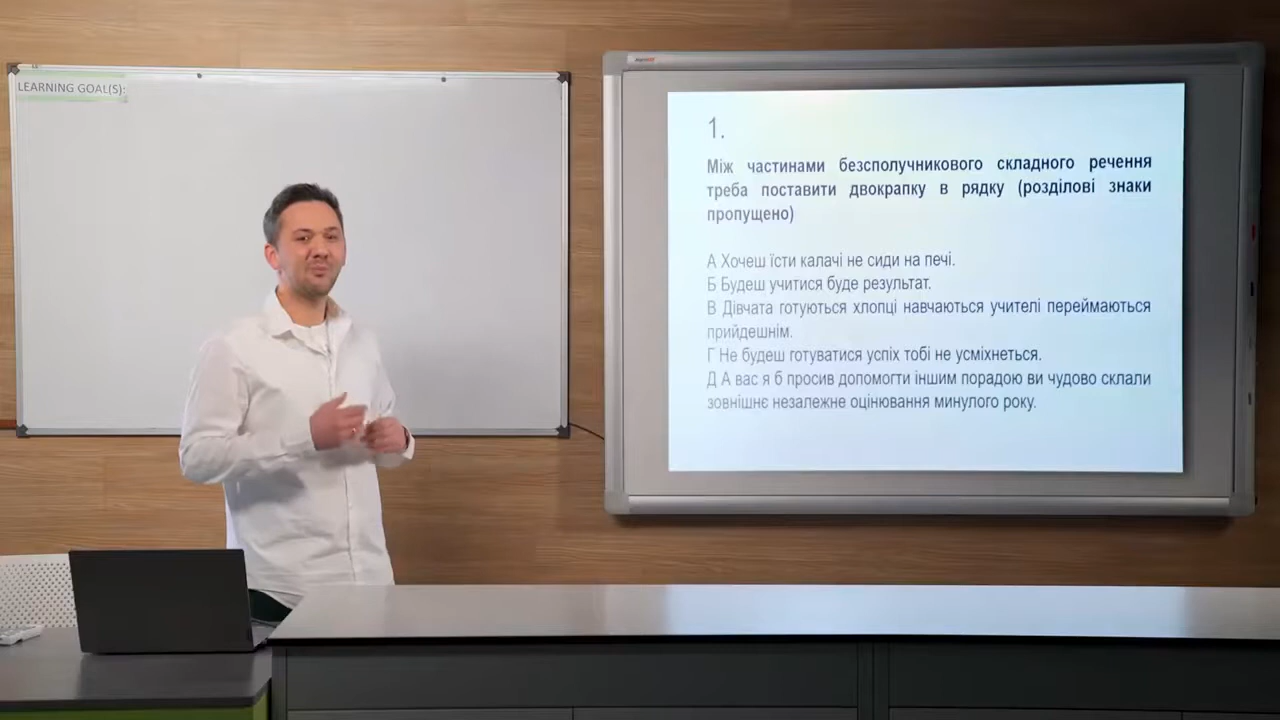 LEARNING GOAL(S):
1.
Між частинами безсполучникового складного речення
треба поставити двокрапку в рядку (розділові знаки
пропущено)
А Хочеш їсти калачі не сиди на печі.
Б Будеш учитися буде результат.
В Дівчата готуються хлопці навчаються учителі переймаються
прийдешнім.
Г Не будеш готуватися успіх тобі не усміхнеться.
Д А вас я б просив допомогти іншим порадою ви чудово склали
зовнішнє незалежне оцінювання минулого року.